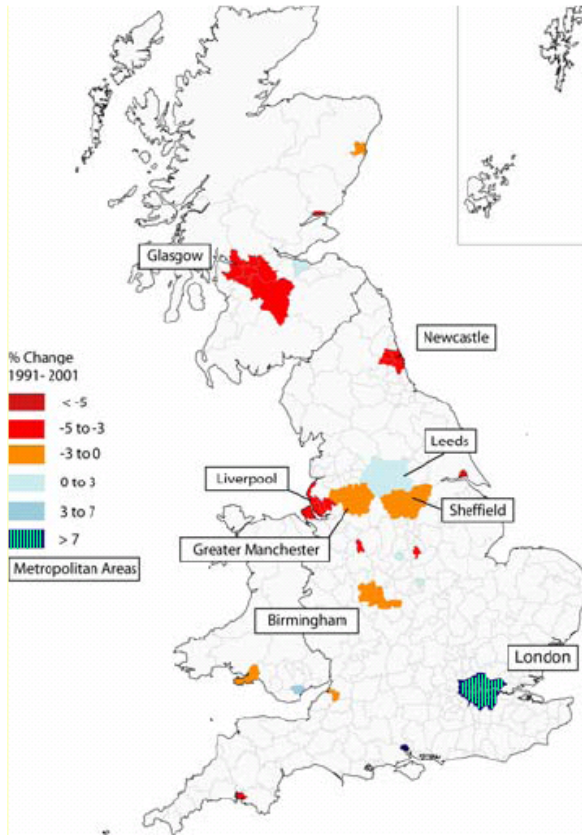 Glasgow
Newcastle
% Change
1991- 2001
< -5
-5 to -3
-3 to 0
0 to 3
3 to 7
> 7
Metropolitan Areas
Leeds
Liverpool
Sheffield
Greater Manchester
Birmingham
London